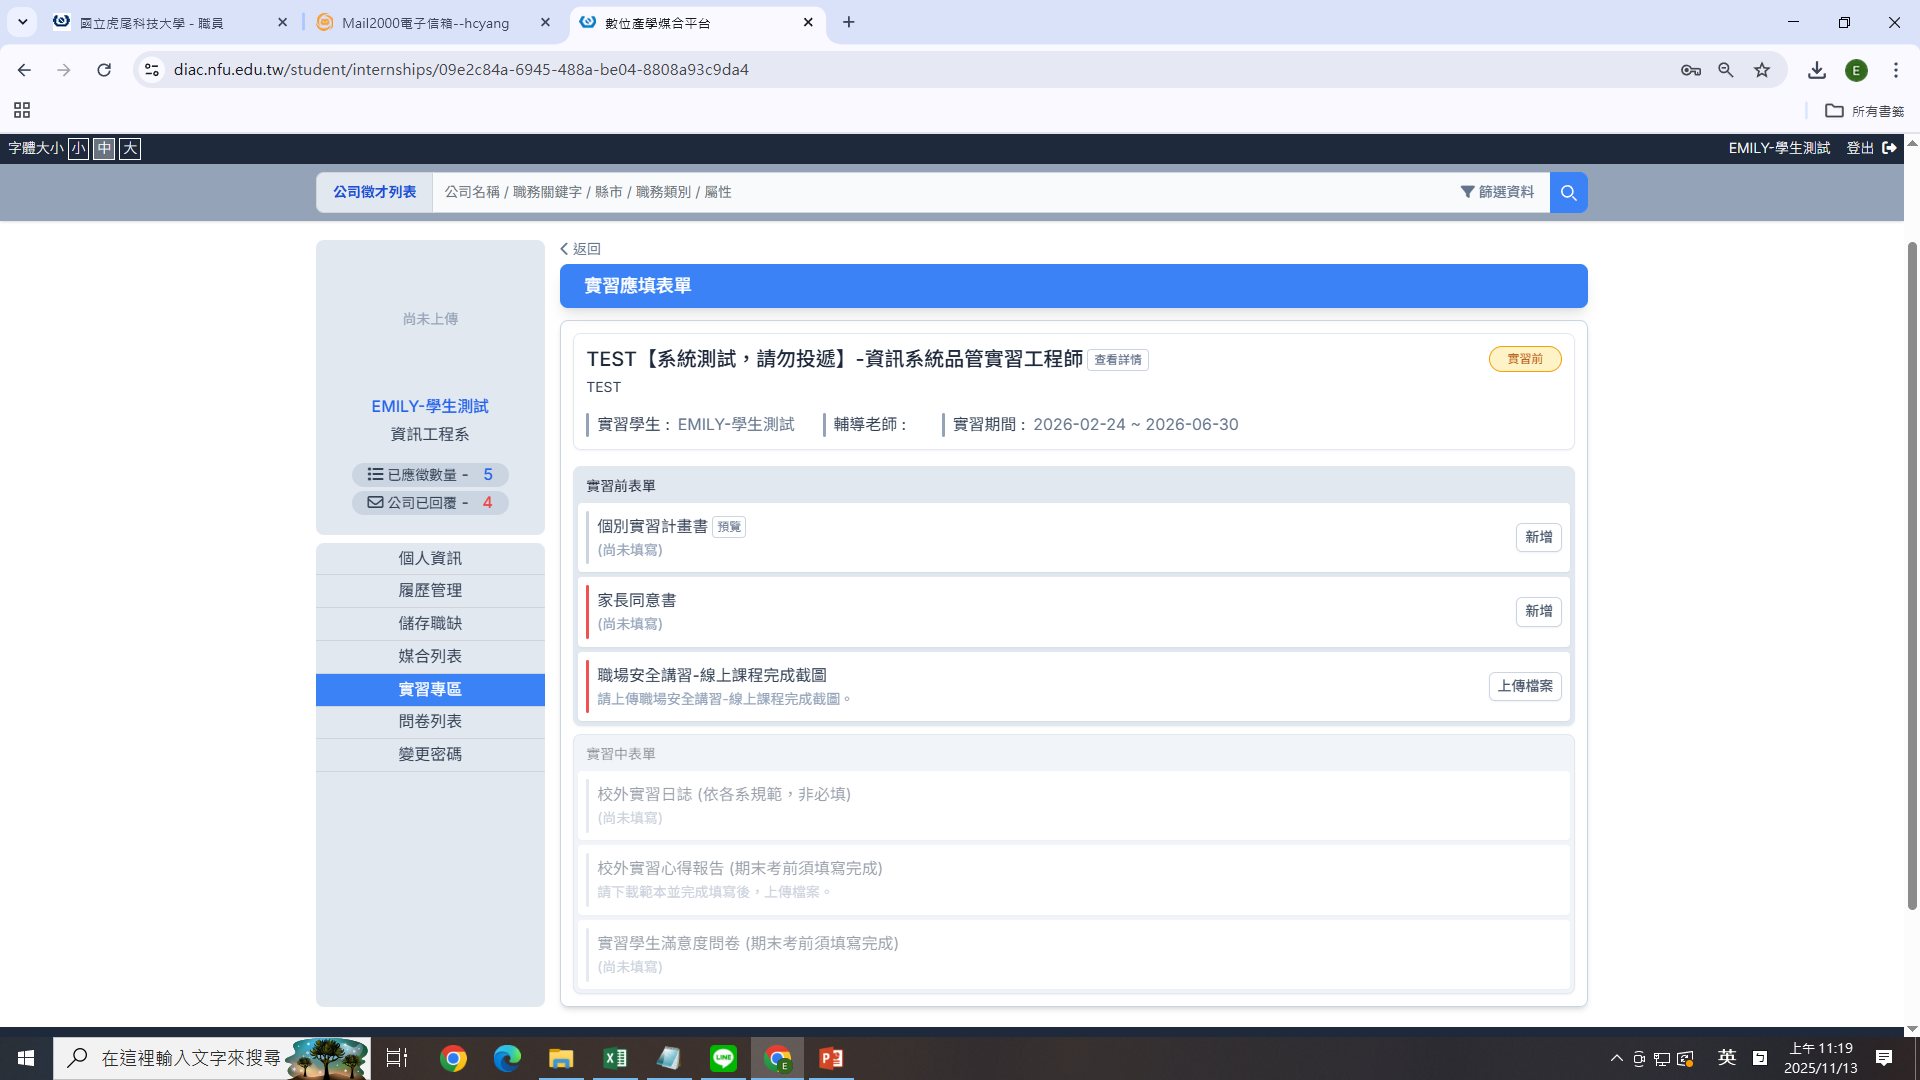 國立虎尾科技大學 - 職員
Mail2000電子信箱--hcyang
數位產學媒合平台
diac.nfu.edu.tw/student/internships/09e2c84a-6945-488a-be04-8808a93c9da4
E
所有書籤
字體大小 小 中 大
EMILY-學生測試 登出
公司徵才列表 公司名稱 / 職務關鍵字 / 縣市 / 職務類別 / 屬性 篩選資料
尚未上傳
EMILY-學生測試
資訊工程系
已應徵數量 - 5
公司已回覆 - 4
個人資訊
履歷管理
儲存職缺
媒合列表
實習專區
問卷列表
變更密碼
返回
實習應填表單
TEST【系統測試，請勿投遞】-資訊系統品管實習工程師 查看詳情
實習前
TEST
實習學生： EMILY-學生測試 輔導老師： 實習期間： 2026-02-24 ~ 2026-06-30
實習前表單
個別實習計畫書 預覽
(尚未填寫)
新增
家長同意書
(尚未填寫)
新增
職場安全講習-線上課程完成截圖
請上傳職場安全講習-線上課程完成截圖。
上傳檔案
實習中表單
校外實習日誌 (依各系規範，非必填)
(尚未填寫)
校外實習心得報告 (期末考前須填寫完成)
請下載範本並完成填寫後，上傳檔案。
實習學生滿意度問卷 (期末考前須填寫完成)
(尚未填寫)
在這裡輸入文字來搜尋
LINE
E
英
上午 11:19
2025/11/13